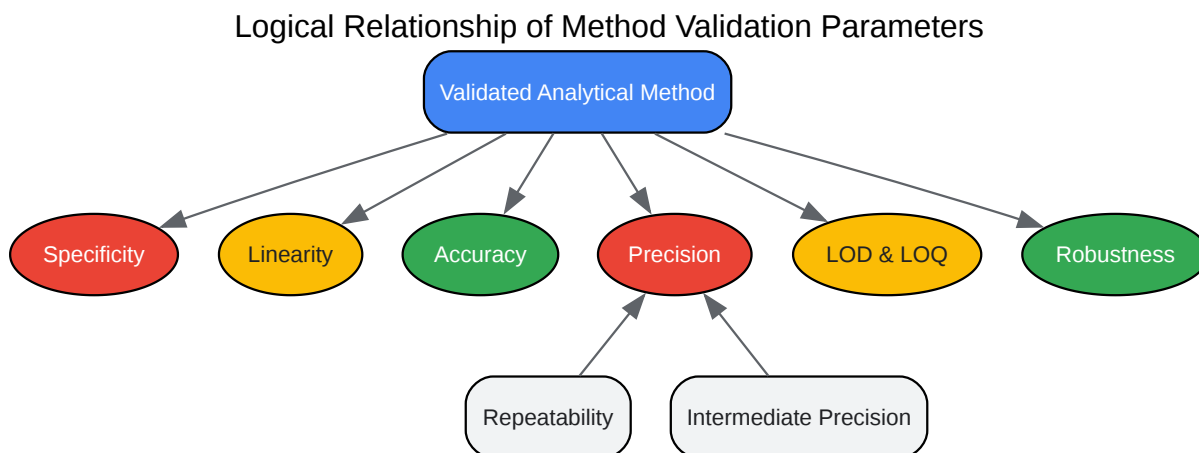 Logical Relationship of Method Validation Parameters
Validated Analytical Method
Specificity
Linearity
Accuracy
Precision
LOD & LOQ
Robustness
Repeatability
Intermediate Precision